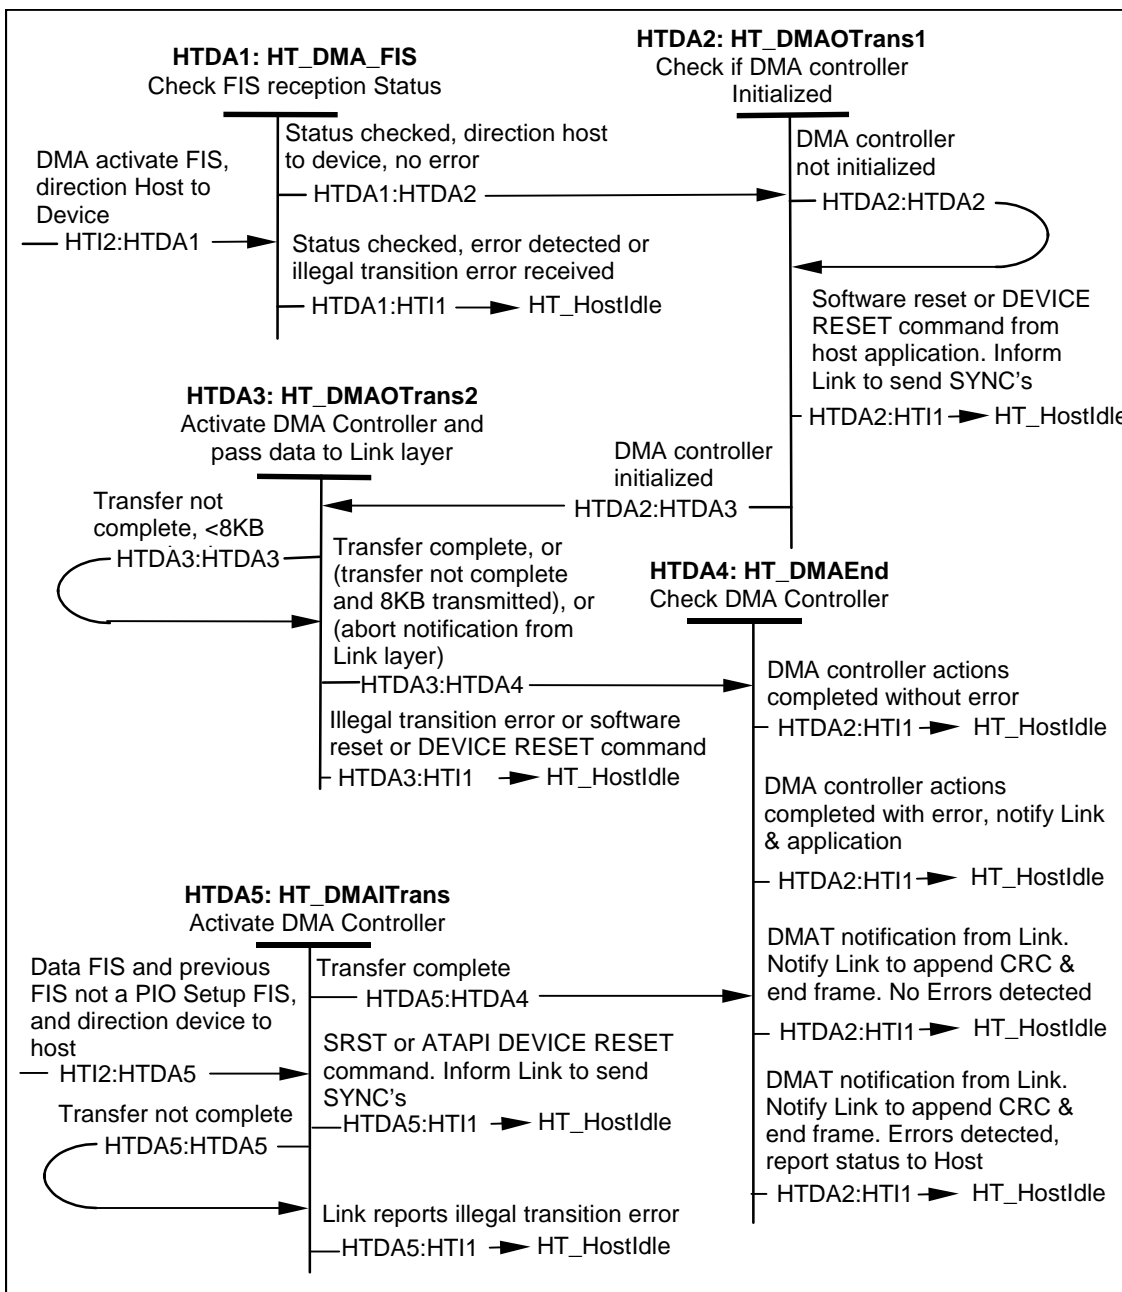 HTDA1: HT_DMA_FIS
Check FIS reception Status
DMA activate FIS,
direction Host to
Device
HTI2:HTDA1
Status checked, direction host
to device, no error
HTDA1:HTDA2
Status checked, error detected or
illegal transition error received
HTDA1:HTI1
HT_HostIdle
HTDA2: HT_DMAOTrans1
Check if DMA controller
Initialized
DMA controller
not initialized
HTDA2:HTDA2
Software reset or DEVICE
RESET command from
host application. Inform
Link to send SYNC's
HTDA2:HTI1
HT_HostIdle
DMA controller
initialized
HTDA2:HTDA3
HTDA3: HT_DMAOTrans2
Activate DMA Controller and
pass data to Link layer
Transfer not
complete, <8KB
HTDA3:HTDA3
Transfer complete, or
(transfer not complete
and 8KB transmitted), or
(abort notification from
Link layer)
HTDA3:HTDA4
Illegal transition error or software
reset or DEVICE RESET command
HTDA3:HTI1
HT_HostIdle
HTDA4: HT_DMAEnd
Check DMA Controller
DMA controller actions
completed without error
HTDA2:HTI1
HT_HostIdle
DMA controller actions
completed with error, notify Link
& application
HTDA2:HTI1
HT_HostIdle
DMAT notification from Link.
Notify Link to append CRC &
end frame. No Errors detected
HTDA2:HTI1
HT_HostIdle
DMAT notification from Link.
Notify Link to append CRC &
end frame. Errors detected,
report status to Host
HTDA2:HTI1
HT_HostIdle
HTDA5: HT_DMAITrans
Activate DMA Controller
Data FIS and previous
FIS not a PIO Setup FIS,
and direction device to
host
HTI2:HTDA5
Transfer not complete
HTDA5:HTDA5
Transfer complete
HTDA5:HTDA4
SRST or ATAPI DEVICE RESET
command. Inform Link to send
SYNC's
HTDA5:HTI1
HT_HostIdle
Link reports illegal transition error
HTDA5:HTI1
HT_HostIdle